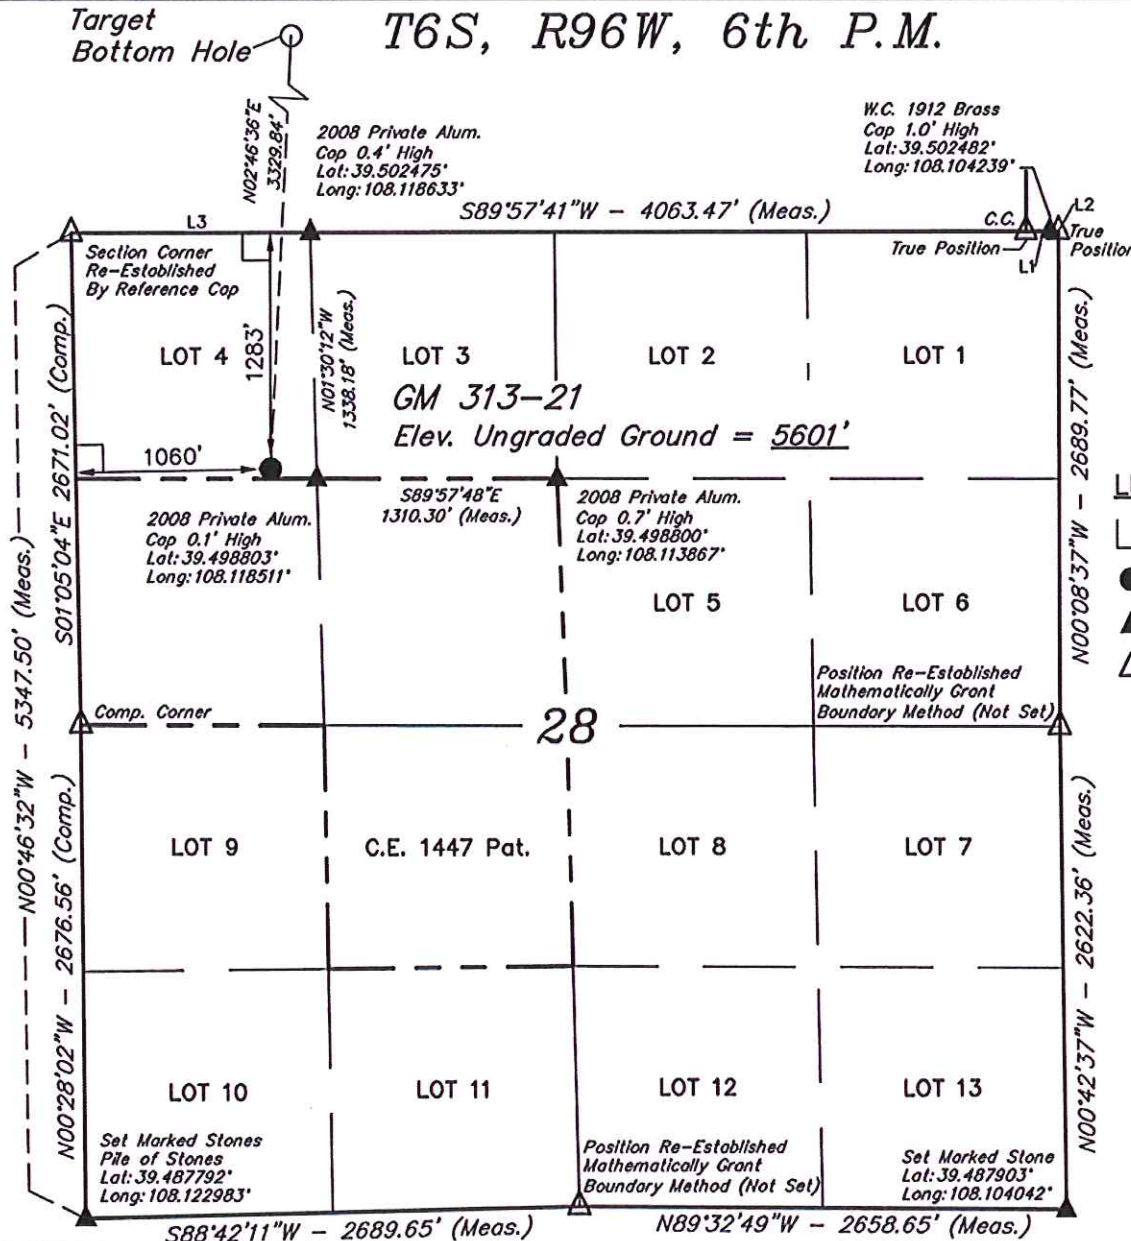 Target
Bottom Hole
T6S, R96W, 6th P.M.
N02°46'36"E
3329.84'
2008 Private Alum.
Cap 0.4' High
Lat: 39.502475°
Long: 108.118633°
W.C. 1912 Brass
Cap 1.0' High
Lat: 39.502482°
Long: 108.104239°
L3
S89°57'41"W - 4063.47' (Meas.)
C.C.
L2
True
Position
True Position
L1
Section Corner
Re-Established
By Reference Cap
1283'
N01°30'12"W
1338.18' (Meas.)
LOT 4
LOT 3
LOT 2
LOT 1
GM 313-21
Elev. Ungraded Ground = 5601'
1060'
S89°57'48"E
1310.30' (Meas.)
2008 Private Alum.
Cap 0.1' High
Lat: 39.498803°
Long: 108.118511°
2008 Private Alum.
Cap 0.7' High
Lat: 39.498800°
Long: 108.113867°
S01°05'04"E 2671.02' (Comp.)
N00°08'37"W - 2689.77' (Meas.)
N00°46'32"W - 5347.50' (Meas.)
LOT 5
LOT 6
Position Re-Established
Mathematically Grant
Boundary Method (Not Set)
Comp. Corner
28
N00°28'02"W - 2676.56' (Comp.)
N00°42'37"W - 2622.36' (Meas.)
LOT 9
C.E. 1447 Pat.
LOT 8
LOT 7
LOT 10
LOT 11
LOT 12
LOT 13
Set Marked Stones
Pile of Stones
Lat: 39.487792°
Long: 108.122983°
Position Re-Established
Mathematically Grant
Boundary Method (Not Set)
Set Marked Stone
Lat: 39.487903°
Long: 108.104042°
S88°42'11"W - 2689.65' (Meas.)
N89°32'49"W - 2658.65' (Meas.)